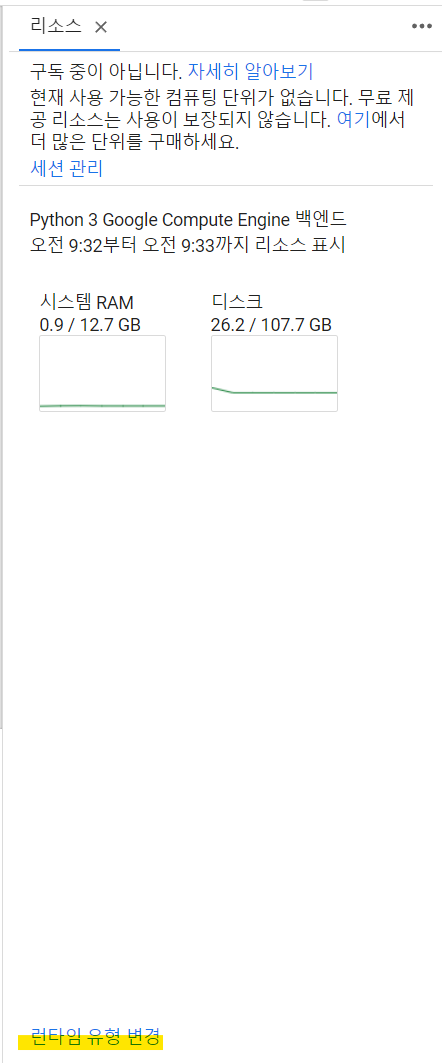 리소스
구독 중이 아닙니다. 자세히 알아보기
현재 사용 가능한 컴퓨팅 단위가 없습니다. 무료 제
공 리소스는 사용이 보장되지 않습니다. 여기에서
더 많은 단위를 구매하세요.
세션 관리
Python 3 Google Compute Engine 백엔드
오전 9:32부터 오전 9:33까지 리소스 표시
시스템 RAM
0.9 / 12.7 GB
디스크
26.2 / 107.7 GB
런타임 유형 변경